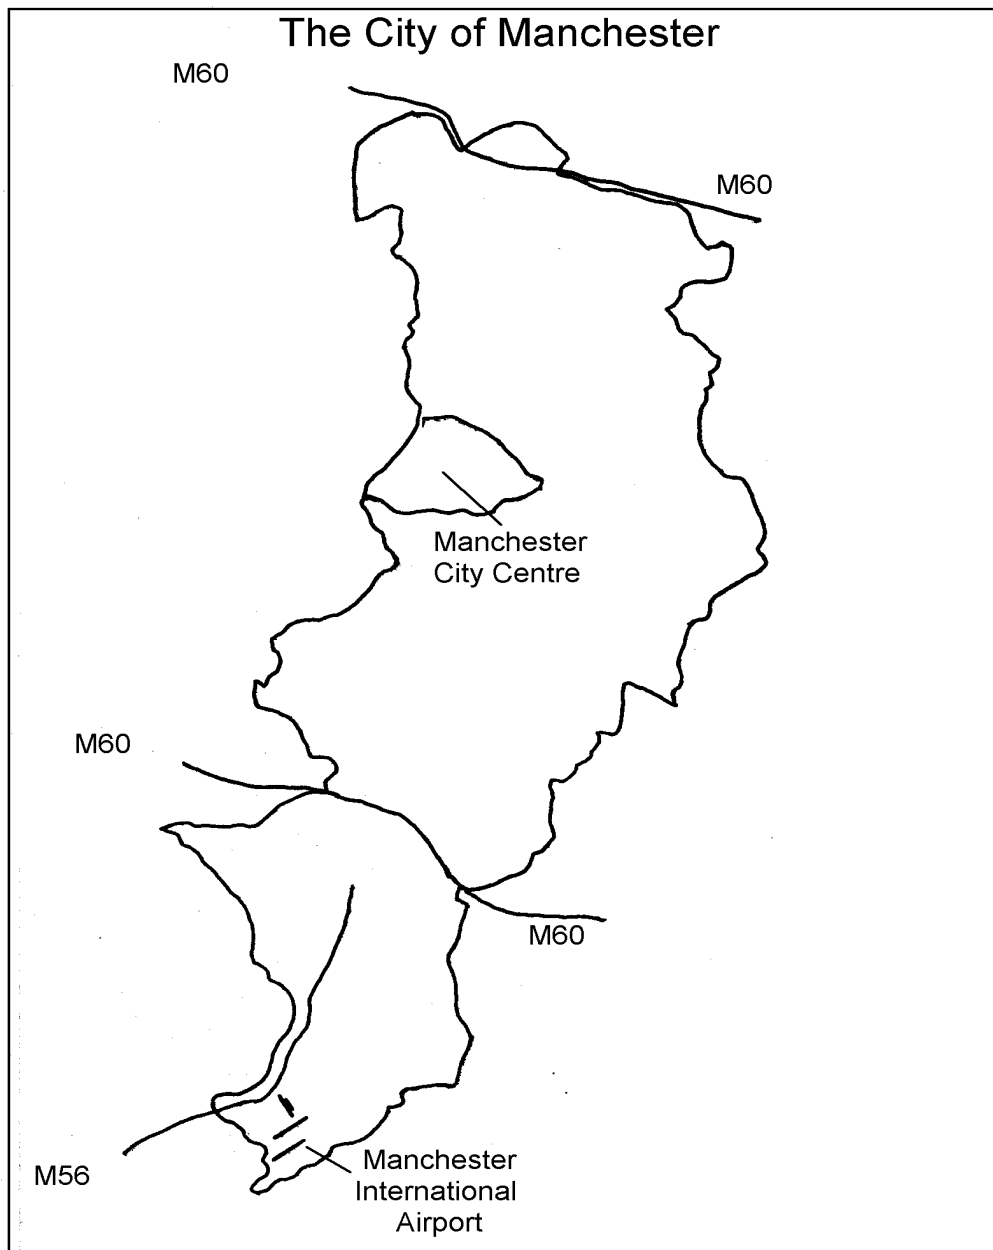 The City of Manchester
M60
M60
Manchester
City Centre
M60
M60
Manchester
International
Airport
M56